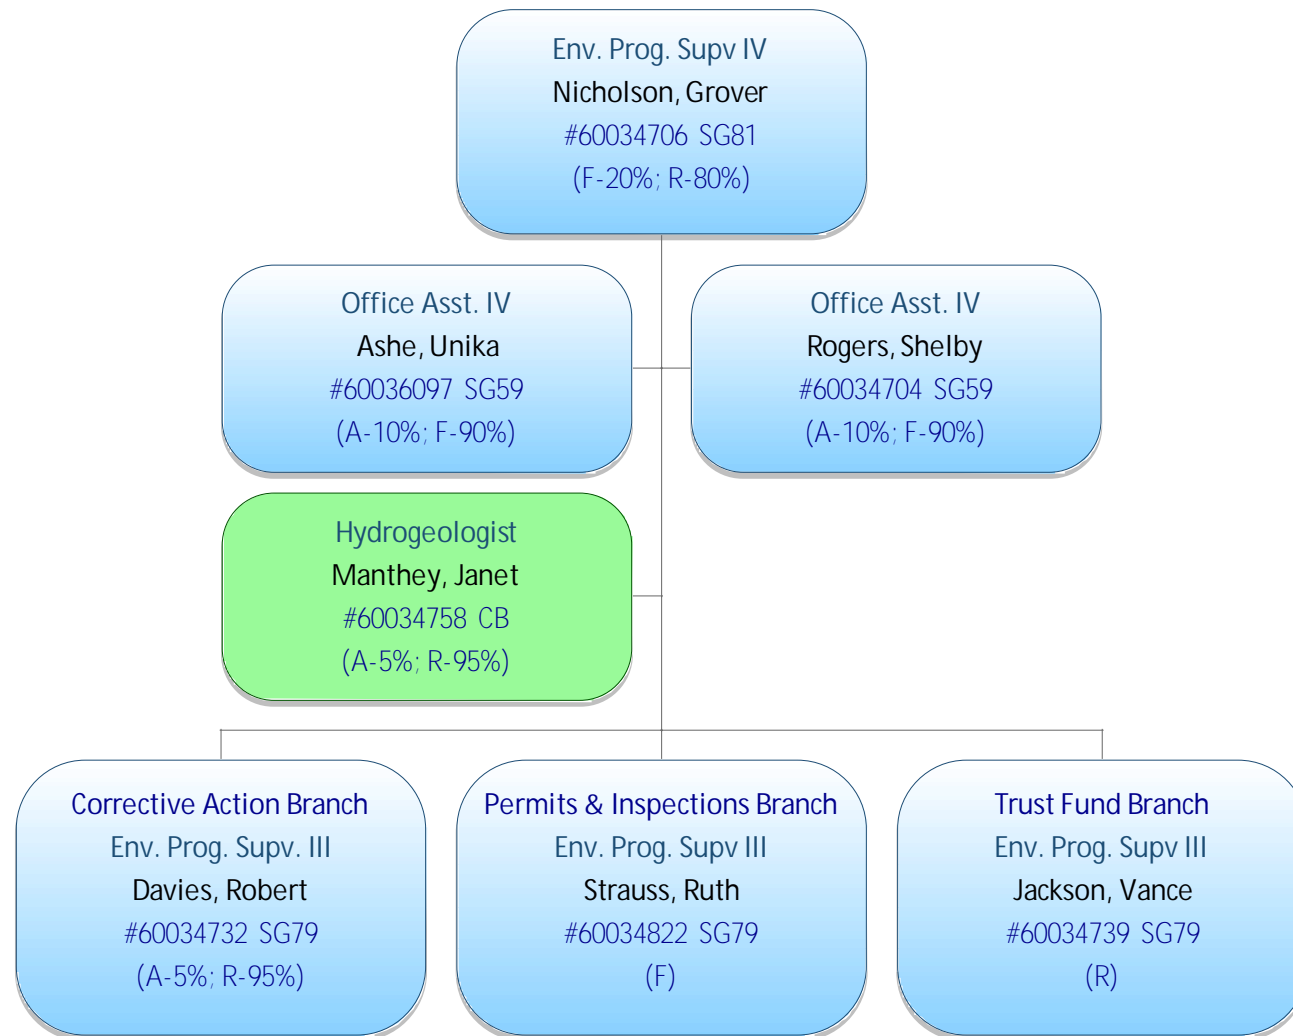 Env. Prog. Supv IV
Nicholson, Grover
#60034706 SG81
(F-20%; R-80%)
Office Asst. IV
Ashe, Unika
#60036097 SG59
(A-10%; F-90%)
Office Asst. IV
Rogers, Shelby
#60034704 SG59
(A-10%; F-90%)
Hydrogeologist
Manthey, Janet
#60034758 CB
(A-5%; R-95%)
Corrective Action Branch
Env. Prog. Supv. III
Davies, Robert
#60034732 SG79
(A-5%; R-95%)
Permits & Inspections Branch
Env. Prog. Supv III
Strauss, Ruth
#60034822 SG79
(F)
Trust Fund Branch
Env. Prog. Supv III
Jackson, Vance
#60034739 SG79
(R)